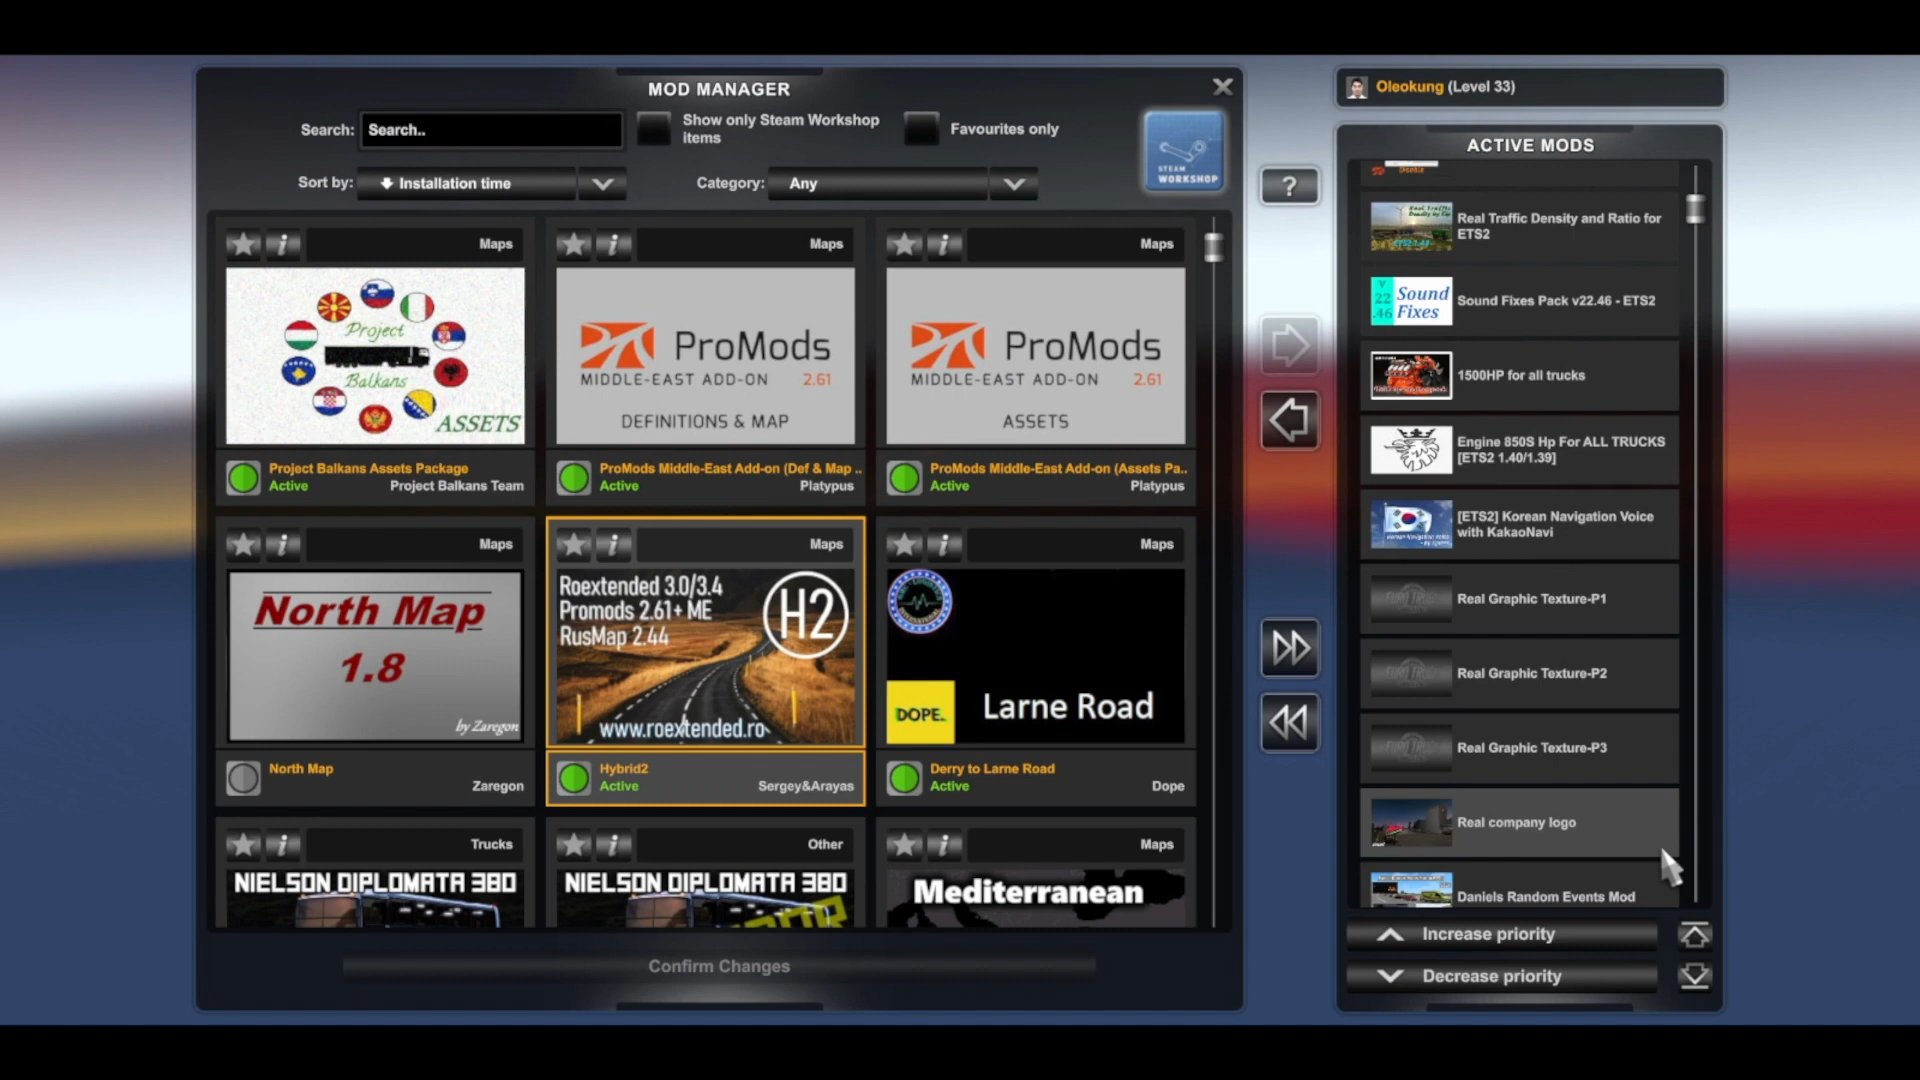 MOD MANAGER
Search:
Search..
Show only Steam Workshop
items
Favourites only
STEAM
WORKSHOP
Sort by:
Installation time
Category:
Any
?
Maps
Maps
Maps
Project
Balkans
ASSETS
ProMods
MIDDLE-EAST ADD-ON 2.61
DEFINITIONS & MAP
ProMods
MIDDLE-EAST ADD-ON 2.61
ASSETS
Project Balkans Assets Package
Active
Project Balkans Team
ProMods Middle-East Add-on (Def & Map ..
Active
Platypus
ProMods Middle-East Add-on (Assets Pa..
Active
Platypus
Maps
Maps
Maps
North Map
1.8
by Zaregon
Roextended 3.0/3.4
Promods 2.61+ ME
RusMap 2.44
H2
www.roextended.ro
DOPE.
Larne Road
North Map
Zaregon
Hybrid2
Active
Sergey&Arayas
Derry to Larne Road
Active
Dope
Trucks
Other
Maps
NIELSON DIPLOMATA 380
NIELSON DIPLOMATA 380
Mediterranean
Confirm Changes
Oleokung (Level 33)
ACTIVE MODS
Real Traffic Density and Ratio for
ETS2
V
22
.46
Sound
Fixes
Sound Fixes Pack v22.46 - ETS2
1500HP for all trucks
Engine 850S Hp For ALL TRUCKS
[ETS2 1.40/1.39]
[ETS2] Korean Navigation Voice
with KakaoNavi
Real Graphic Texture-P1
Real Graphic Texture-P2
Real Graphic Texture-P3
Real company logo
Daniels Random Events Mod
Increase priority
Decrease priority